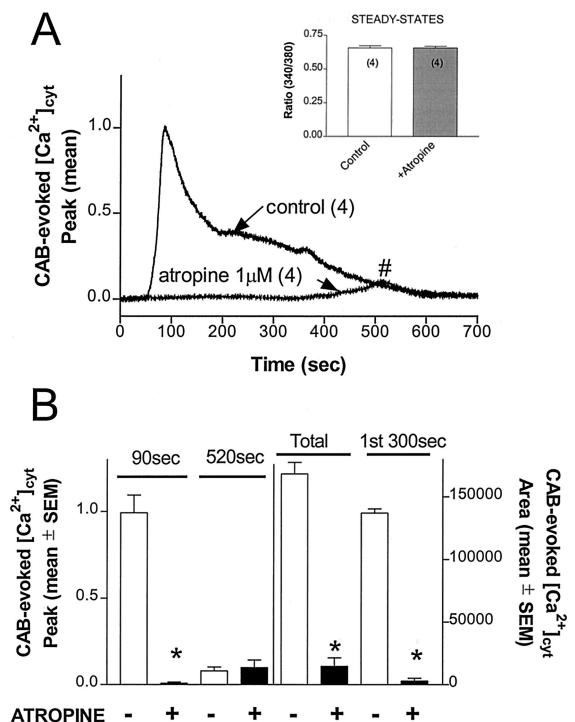 A
STEADY-STATES
Ratio (340/380)
0.75
0.50
0.25
0.00
(4)
(4)
Control
+Atropine
CAB-evoked [Ca2+]cyt
Peak (mean)
1.0
0.5
0.0
control (4)
atropine 1µM (4)
#
0 100 200 300 400 500 600 700
Time (sec)
B
90sec 520sec Total 1st 300sec
CAB-evoked [Ca2+]cyt
Peak (mean ± SEM)
1.0
0.5
0.0
* * *
150000
100000
50000
0
CAB-evoked [Ca2+]cyt
Area (mean ± SEM)
ATROPINE - + - + - + - +